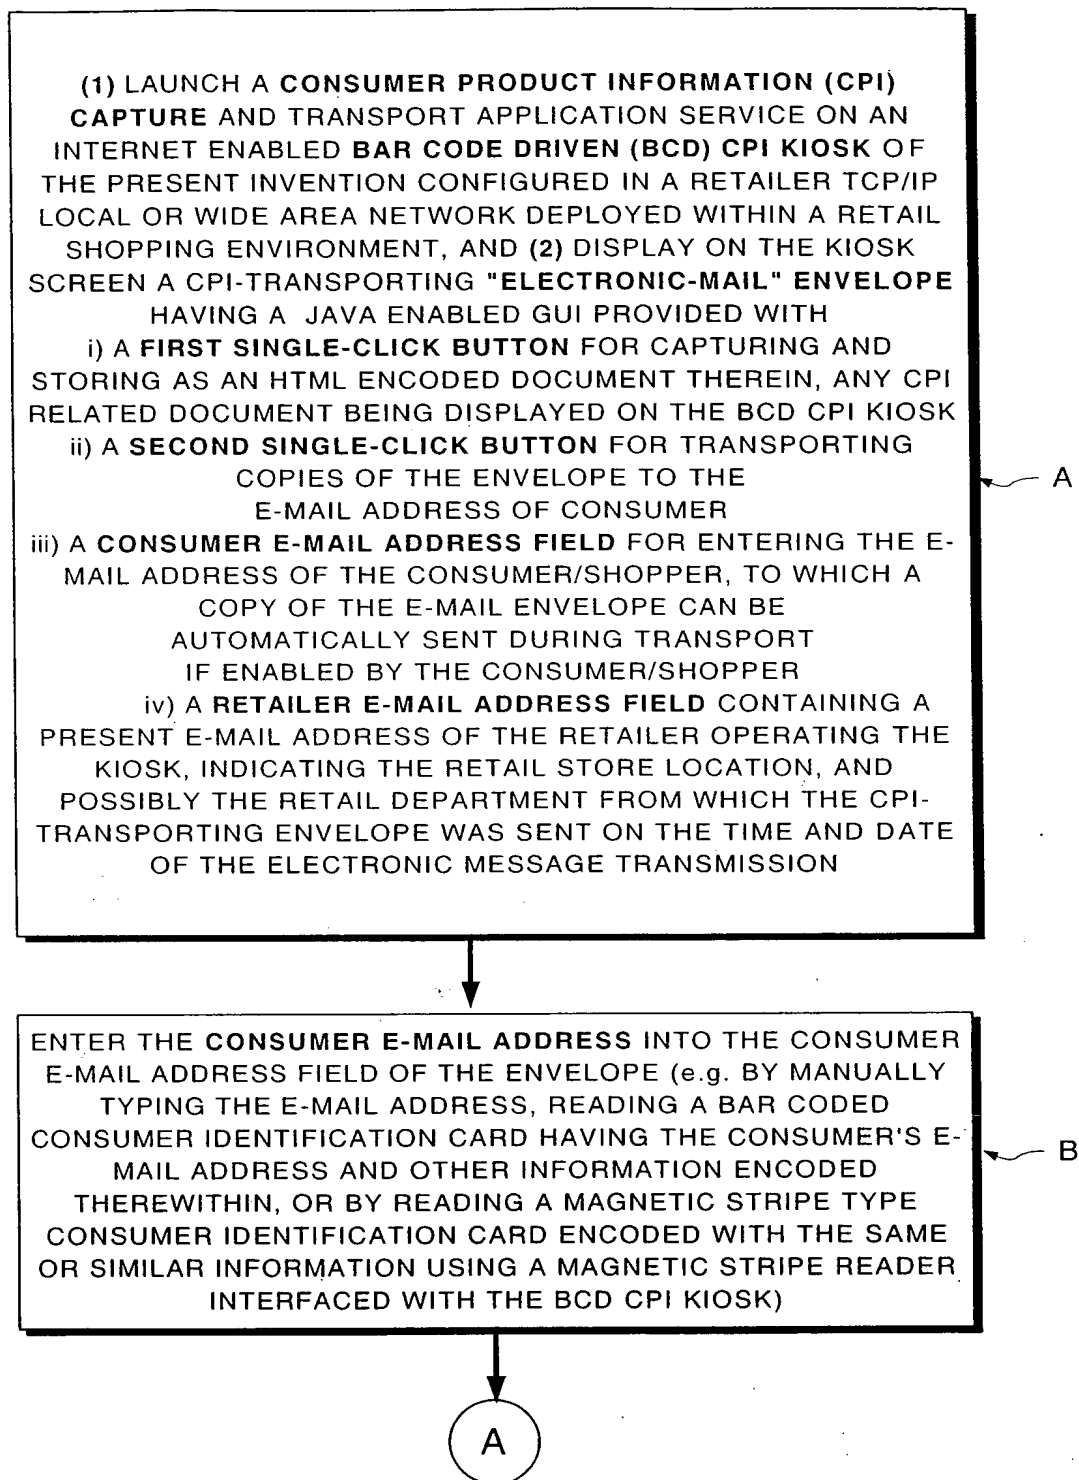 (1) LAUNCH A CONSUMER PRODUCT INFORMATION (CPI)
CAPTURE AND TRANSPORT APPLICATION SERVICE ON AN
INTERNET ENABLED BAR CODE DRIVEN (BCD) CPI KIOSK OF
THE PRESENT INVENTION CONFIGURED IN A RETAILER TCP/IP
LOCAL OR WIDE AREA NETWORK DEPLOYED WITHIN A RETAIL
SHOPPING ENVIRONMENT, AND (2) DISPLAY ON THE KIOSK
SCREEN A CPI-TRANSPORTING "ELECTRONIC-MAIL" ENVELOPE
HAVING A JAVA ENABLED GUI PROVIDED WITH
i) A FIRST SINGLE-CLICK BUTTON FOR CAPTURING AND
STORING AS AN HTML ENCODED DOCUMENT THEREIN, ANY CPI
RELATED DOCUMENT BEING DISPLAYED ON THE BCD CPI KIOSK
ii) A SECOND SINGLE-CLICK BUTTON FOR TRANSPORTING
COPIES OF THE ENVELOPE TO THE
E-MAIL ADDRESS OF CONSUMER
iii) A CONSUMER E-MAIL ADDRESS FIELD FOR ENTERING THE E-
MAIL ADDRESS OF THE CONSUMER/SHOPPER, TO WHICH A
COPY OF THE E-MAIL ENVELOPE CAN BE
AUTOMATICALLY SENT DURING TRANSPORT
IF ENABLED BY THE CONSUMER/SHOPPER
iv) A RETAILER E-MAIL ADDRESS FIELD CONTAINING A
PRESENT E-MAIL ADDRESS OF THE RETAILER OPERATING THE
KIOSK, INDICATING THE RETAIL STORE LOCATION, AND
POSSIBLY THE RETAIL DEPARTMENT FROM WHICH THE CPI-
TRANSPORTING ENVELOPE WAS SENT ON THE TIME AND DATE
OF THE ELECTRONIC MESSAGE TRANSMISSION
A
ENTER THE CONSUMER E-MAIL ADDRESS INTO THE CONSUMER
E-MAIL ADDRESS FIELD OF THE ENVELOPE (e.g. BY MANUALLY
TYPING THE E-MAIL ADDRESS, READING A BAR CODED
CONSUMER IDENTIFICATION CARD HAVING THE CONSUMER'S E-
MAIL ADDRESS AND OTHER INFORMATION ENCODED
THEREWITHIN, OR BY READING A MAGNETIC STRIPE TYPE
CONSUMER IDENTIFICATION CARD ENCODED WITH THE SAME
OR SIMILAR INFORMATION USING A MAGNETIC STRIPE READER
INTERFACED WITH THE BCD CPI KIOSK)
B
A